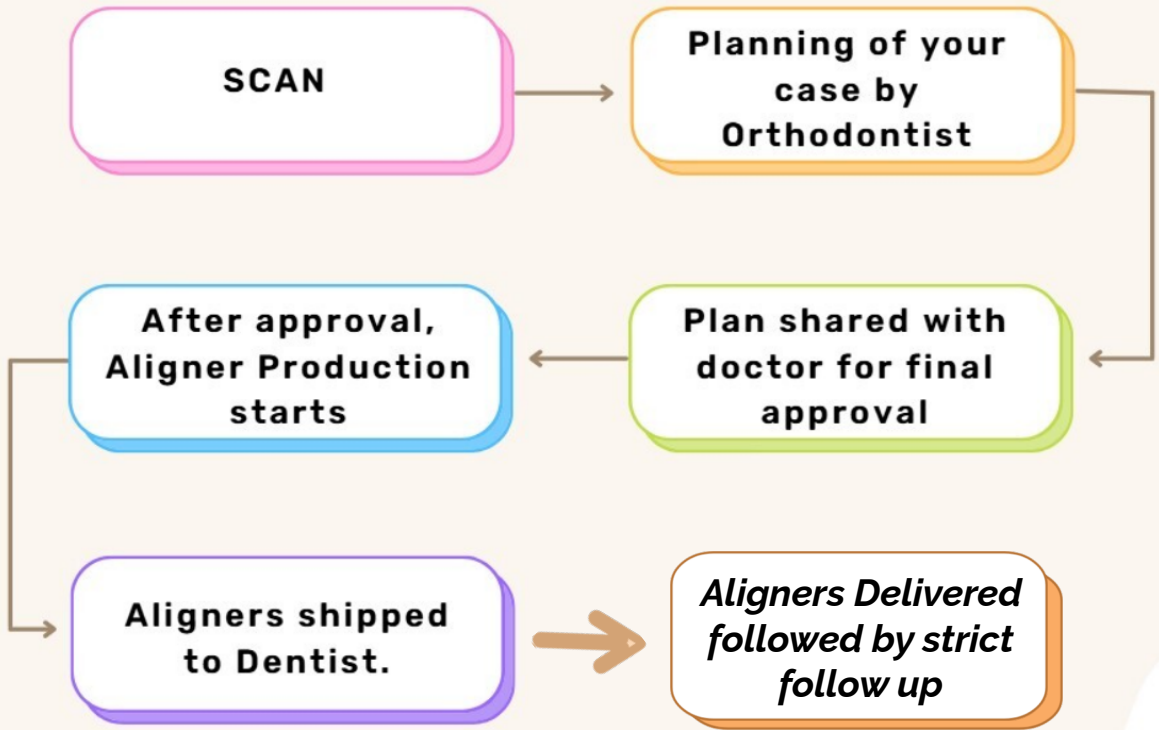 SCAN
Planning of your
case by
Orthodontist
Plan shared with
doctor for final
approval
After approval,
Aligner Production
starts
Aligners shipped
to Dentist.
Aligners Delivered
followed by strict
follow up